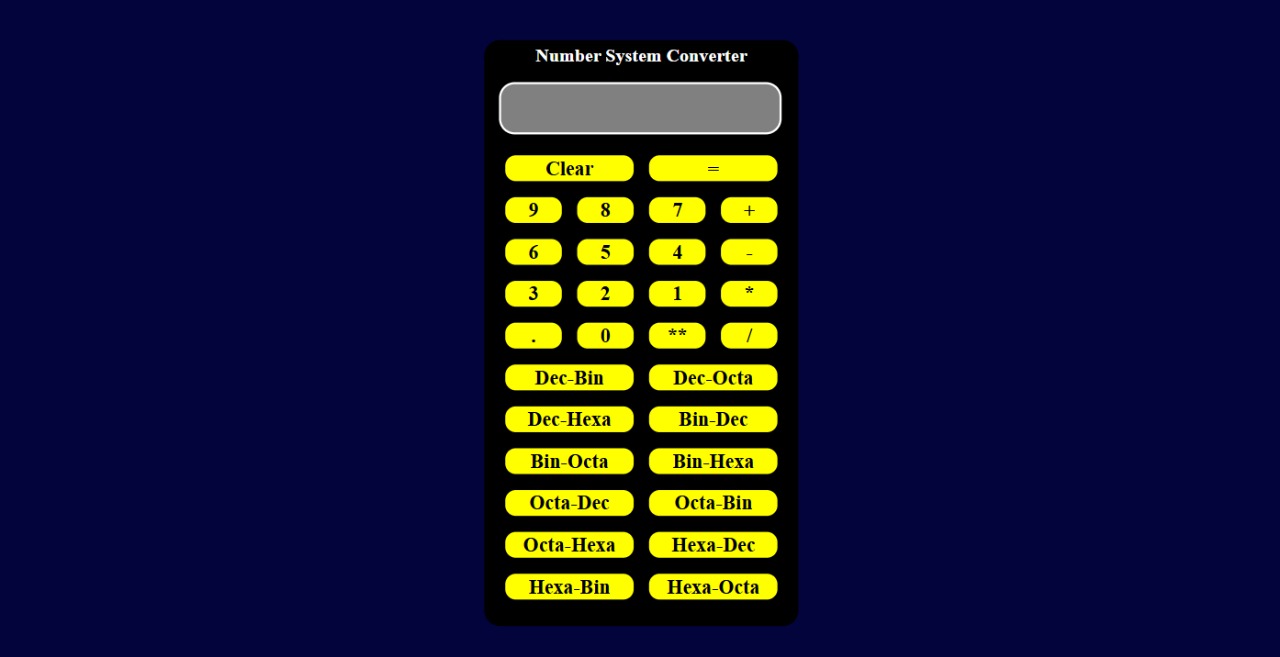 Number System Converter
Clear =
9 8 7 +
6 5 4 -
3 2 1 *
. 0 ** /
Dec-Bin Dec-Octa
Dec-Hexa Bin-Dec
Bin-Octa Bin-Hexa
Octa-Dec Octa-Bin
Octa-Hexa Hexa-Dec
Hexa-Bin Hexa-Octa